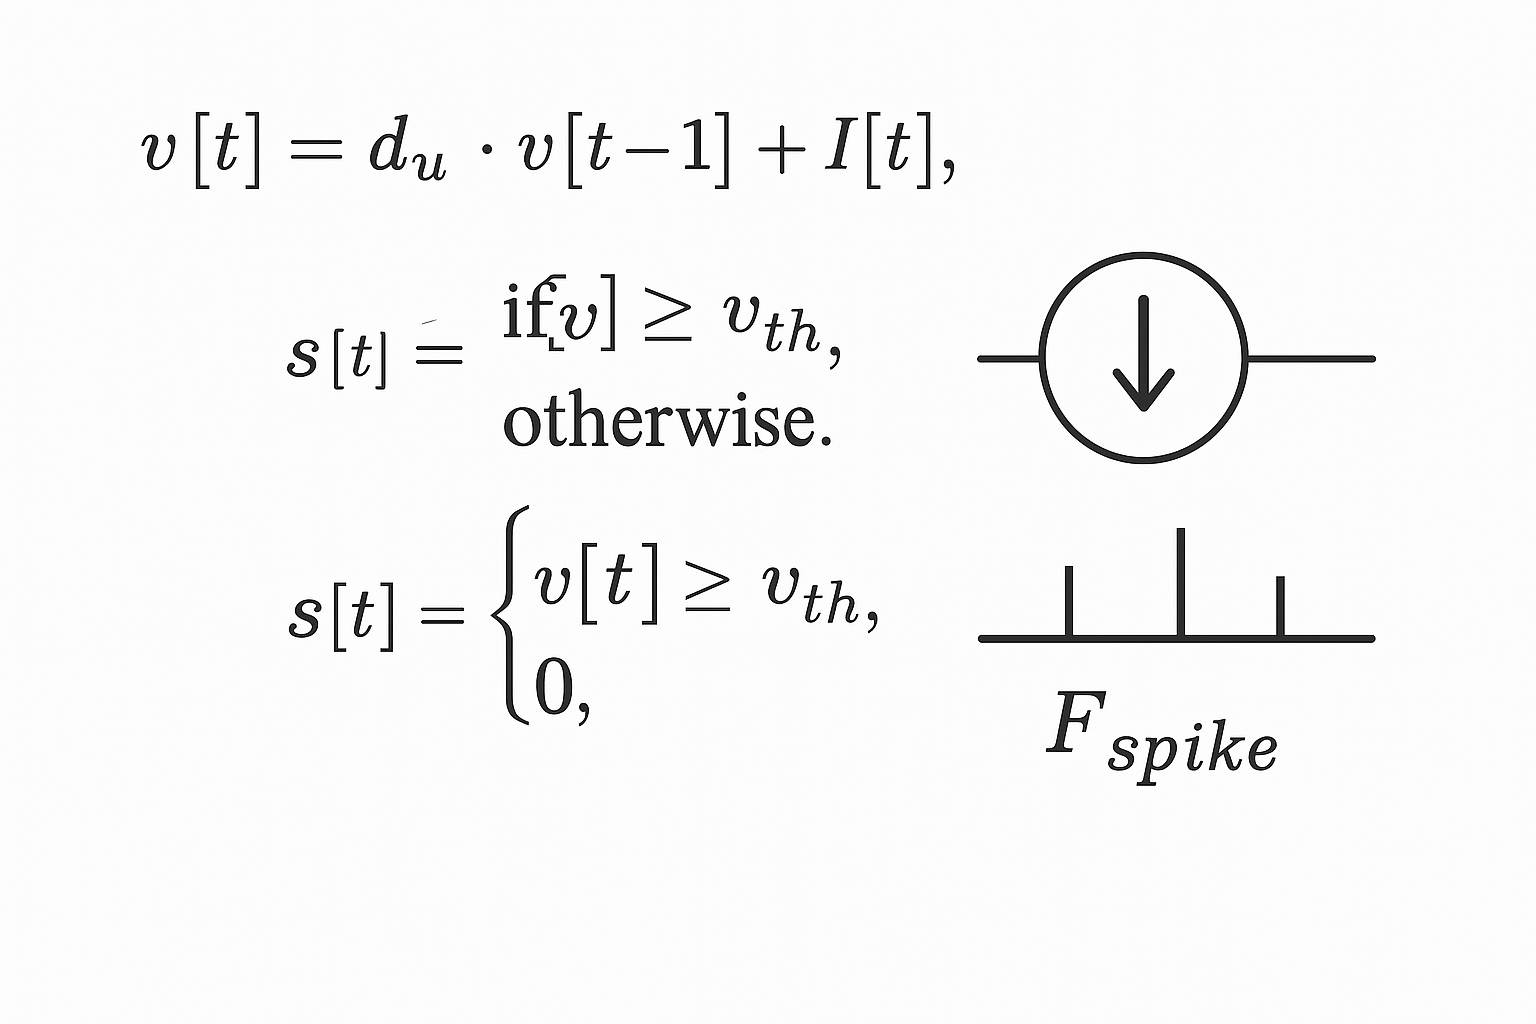 v[t] = d_u · v[t−1] + I[t],
s[t] = if [v] ≥ v_th,
otherwise.
s[t] = { v[t] ≥ v_th,
0,
F_spike